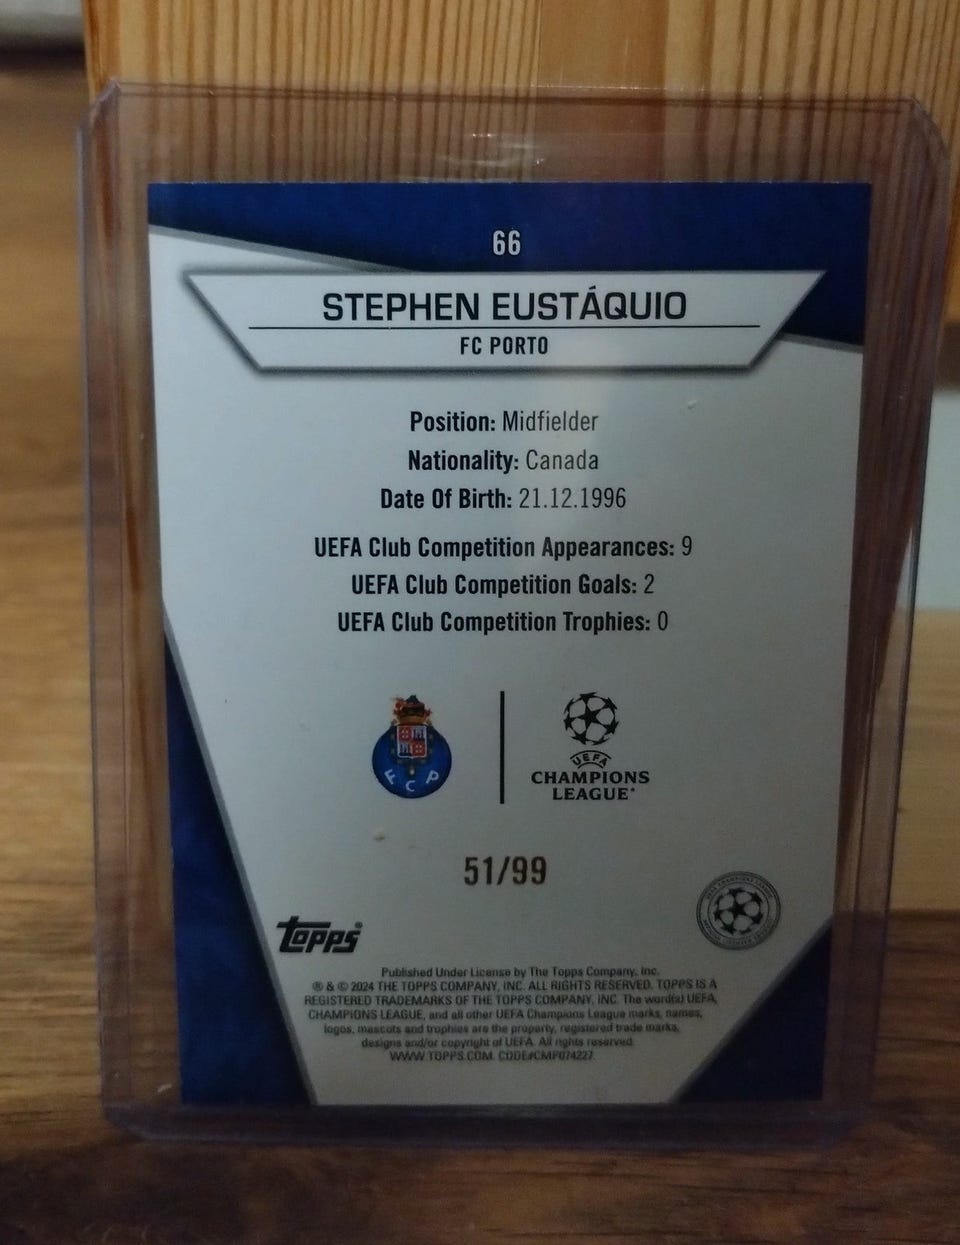 66
STEPHEN EUSTÁQUIO
FC PORTO
Position: Midfielder
Nationality: Canada
Date Of Birth: 21.12.1996
UEFA Club Competition Appearances: 9
UEFA Club Competition Goals: 2
UEFA Club Competition Trophies: 0
FCP
UEFA
CHAMPIONS
LEAGUE®
51/99
topps®
Published Under License by The Topps Company, Inc.
® & © 2024 THE TOPPS COMPANY, INC. ALL RIGHTS RESERVED. TOPPS IS A
REGISTERED TRADEMARKS OF THE TOPPS COMPANY, INC. The word(s) UEFA,
CHAMPIONS LEAGUE, and all other UEFA Champions League marks, names,
logos, mascots and trophies are the property, registered trade marks,
designs and/or copyright of UEFA. All rights reserved.
WWW.TOPPS.COM. CODE#CMP074227